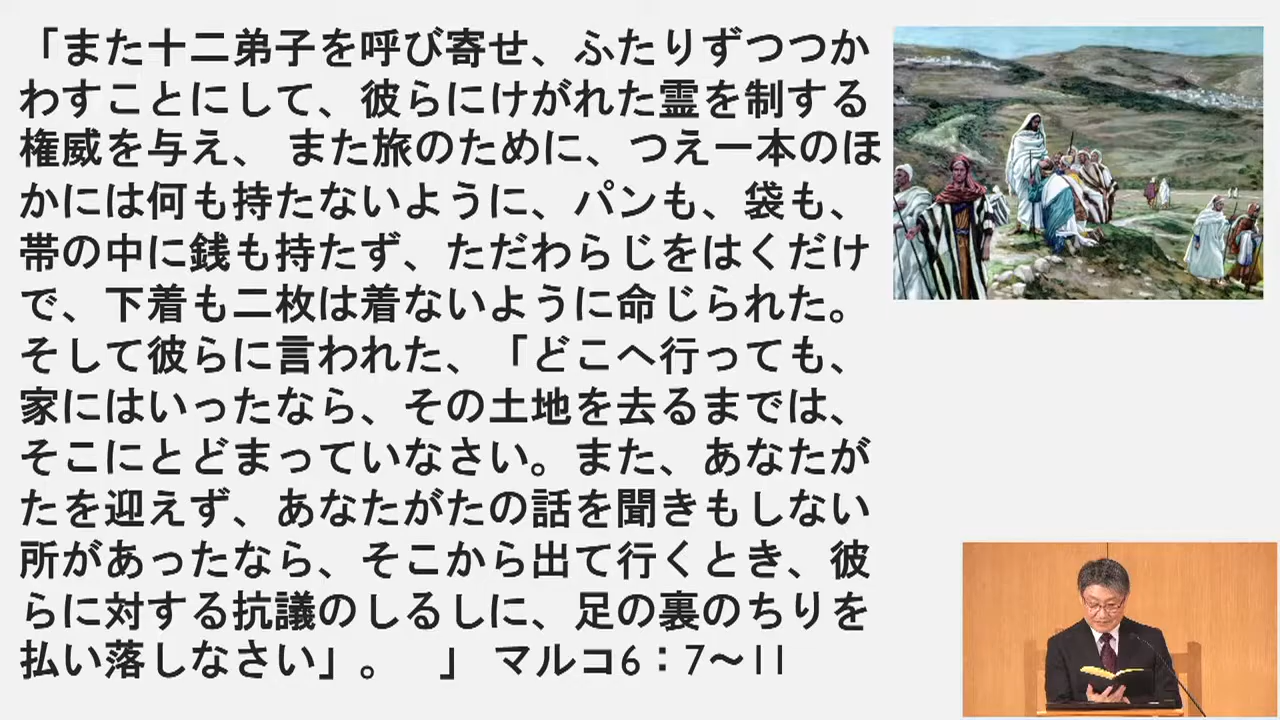 「また十二弟子を呼び寄せ、ふたりずつつか
わすことにして、彼らにけがれた霊を制する
権威を与え、 また旅のために、つえ一本のほ
かには何も持たないように、パンも、袋も、
帯の中に銭も持たず、ただわらじをはくだけ
で、下着も二枚は着ないように命じられた。
そして彼らに言われた、「どこへ行っても、
家にはいったなら、その土地を去るまでは、
そこにとどまっていなさい。また、あなたが
たを迎えず、あなたがたの話を聞きもしない
所があったなら、そこから出て行くとき、彼
らに対する抗議のしるしに、足の裏のちりを
払い落しなさい」。 」 マルコ6：7～11